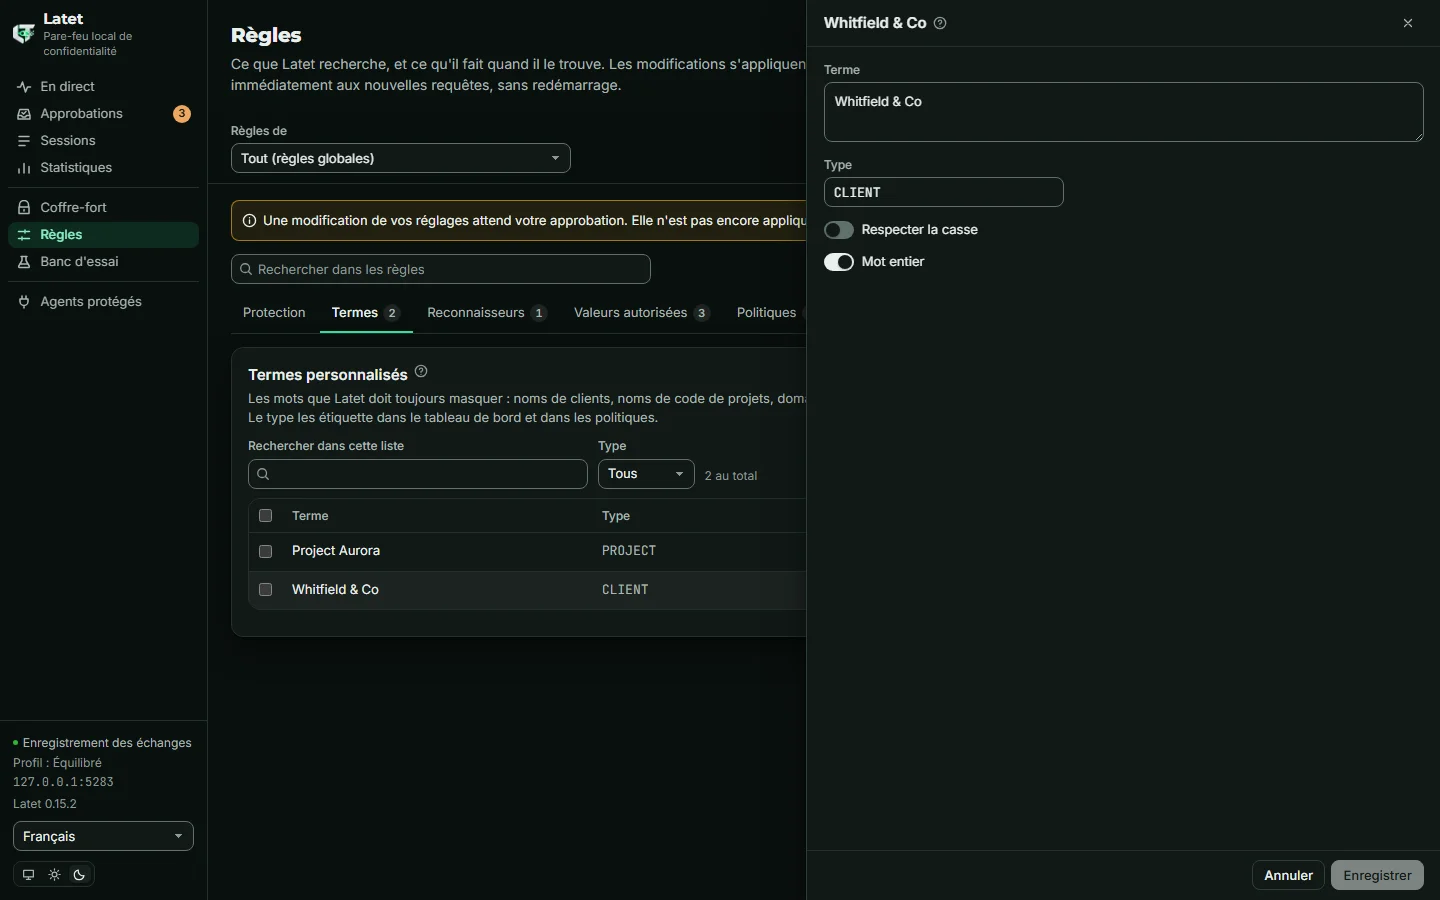 Latet
Pare-feu local de
confidentialité
En direct
Approbations
3
Sessions
Statistiques
Coffre-fort
Règles
Banc d'essai
Agents protégés
Enregistrement des échanges
Profil : Équilibré
127.0.0.1:5283
Latet 0.15.2
Français
Règles
Ce que Latet recherche, et ce qu'il fait quand il le trouve. Les modifications s'appliquent
immédiatement aux nouvelles requêtes, sans redémarrage.
Règles de
Tout (règles globales)
Une modification de vos réglages attend votre approbation. Elle n'est pas encore appliqu
Rechercher dans les règles
Protection
Termes 2
Reconnaisseurs 1
Valeurs autorisées 3
Politiques
Termes personnalisés
Les mots que Latet doit toujours masquer : noms de clients, noms de code de projets, doma
Le type les étiquette dans le tableau de bord et dans les politiques.
Rechercher dans cette liste
Type
Tous
2 au total
Terme
Type
Project Aurora
PROJECT
Whitfield & Co
CLIENT
Whitfield & Co
Terme
Whitfield & Co
Type
CLIENT
Respecter la casse
Mot entier
Annuler
Enregistrer